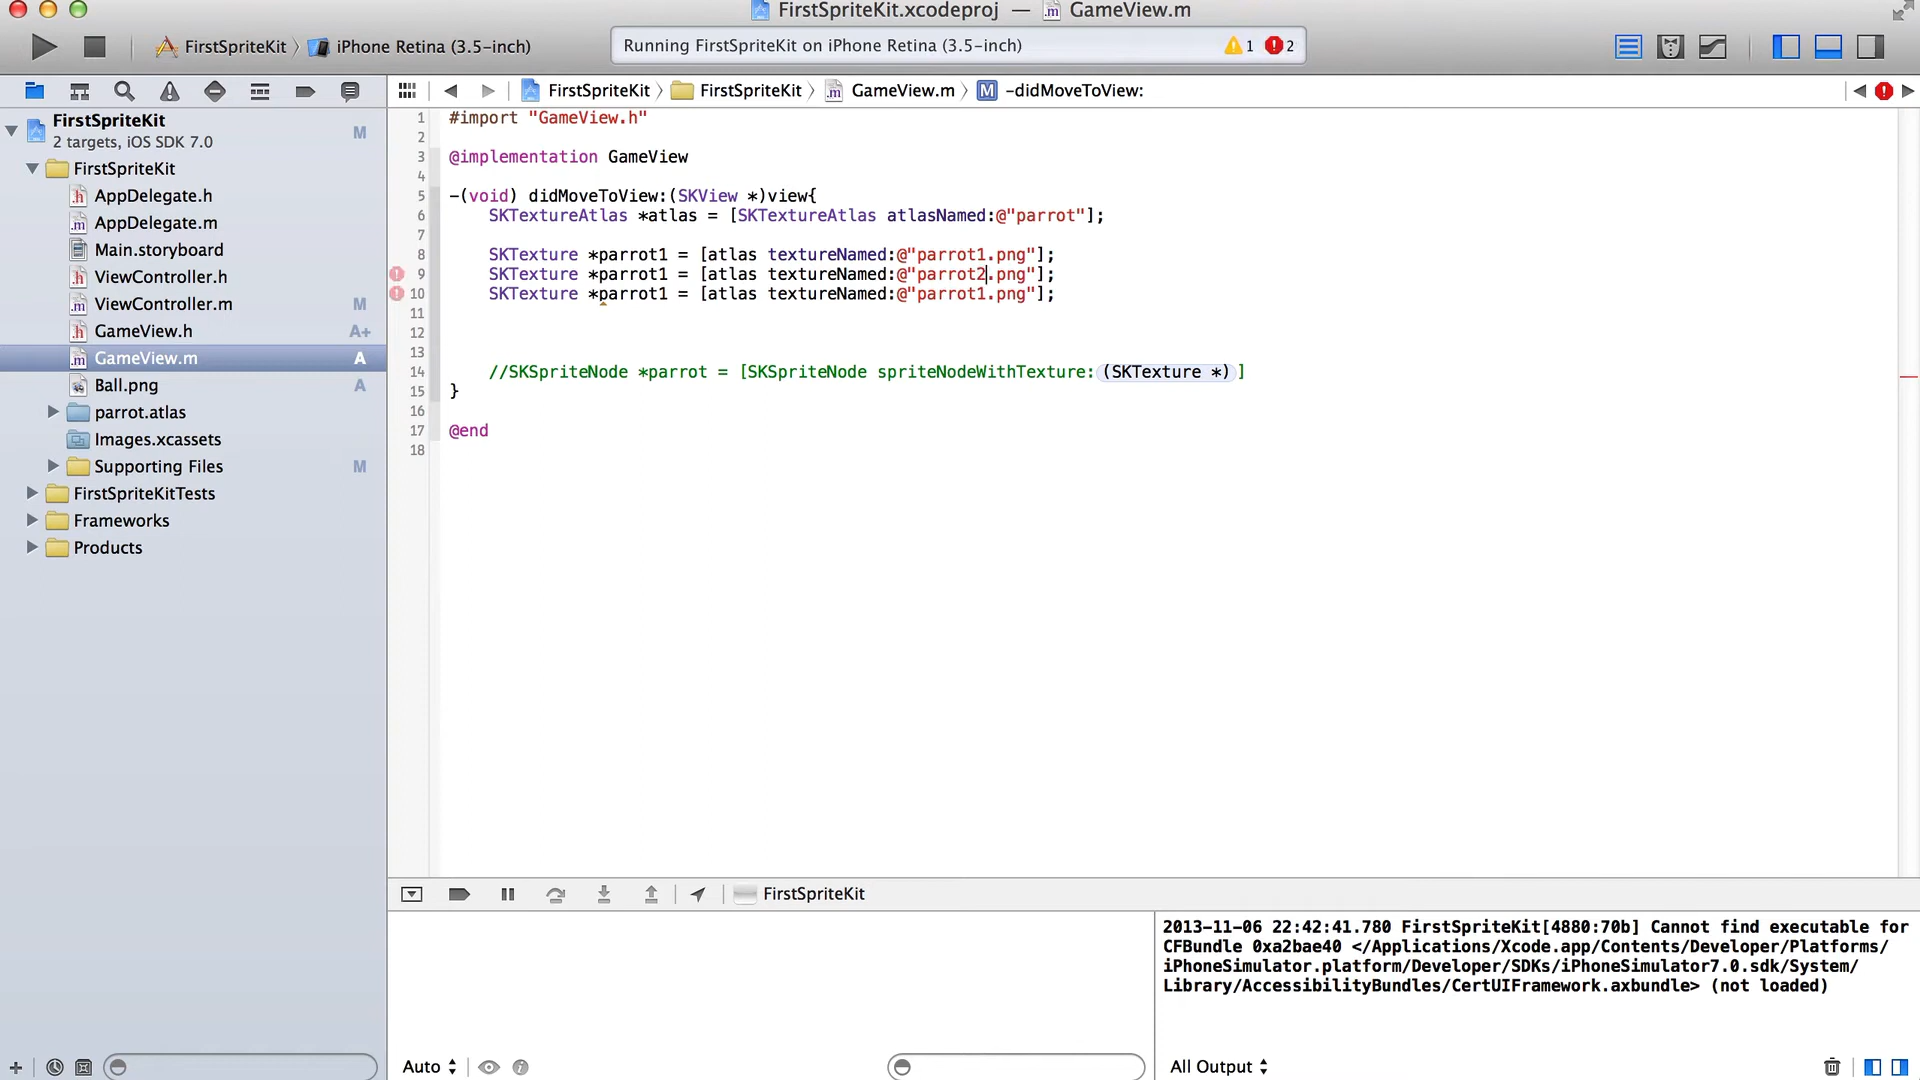 FirstSpriteKit.xcodeproj — GameView.m
FirstSpriteKit 〉 iPhone Retina (3.5-inch)
Running FirstSpriteKit on iPhone Retina (3.5-inch)
1
2
FirstSpriteKit 〉 FirstSpriteKit 〉 GameView.m 〉 M -didMoveToView:
FirstSpriteKit
M
2 targets, iOS SDK 7.0
FirstSpriteKit
AppDelegate.h
AppDelegate.m
Main.storyboard
ViewController.h
ViewController.m M
GameView.h A+
GameView.m A
Ball.png A
parrot.atlas
Images.xcassets
Supporting Files M
FirstSpriteKitTests
Frameworks
Products
1 #import "GameView.h"
2
3 @implementation GameView
4
5 -(void) didMoveToView:(SKView *)view{
6 SKTextureAtlas *atlas = [SKTextureAtlas atlasNamed:@"parrot"];
7
8 SKTexture *parrot1 = [atlas textureNamed:@"parrot1.png"];
9 SKTexture *parrot1 = [atlas textureNamed:@"parrot2.png"];
10 SKTexture *parrot1 = [atlas textureNamed:@"parrot1.png"];
11
12
13
14 //SKSpriteNode *parrot = [SKSpriteNode spriteNodeWithTexture:(SKTexture *)]
15 }
16
17 @end
18
FirstSpriteKit
2013-11-06 22:42:41.780 FirstSpriteKit[4880:70b] Cannot find executable for
CFBundle 0xa2bae40 </Applications/Xcode.app/Contents/Developer/Platforms/
iPhoneSimulator.platform/Developer/SDKs/iPhoneSimulator7.0.sdk/System/
Library/AccessibilityBundles/CertUIFramework.axbundle> (not loaded)
Auto
All Output